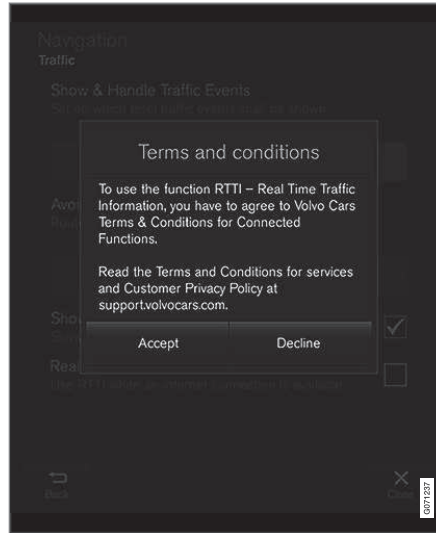 Navigation
Traffic
Show & Handle Traffic Events
Terms and conditions
To use the function RTTI – Real Time Traffic
Information, you have to agree to Volvo Cars
Terms & Conditions for Connected
Functions.
Read the Terms and Conditions for services
and Customer Privacy Policy at
support.volvocars.com.
Accept
Decline
Back
Close
G071237